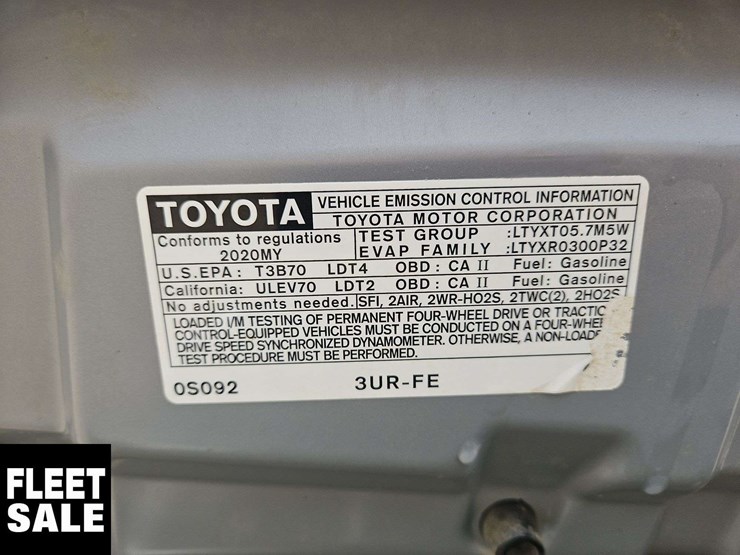 TOYOTA VEHICLE EMISSION CONTROL INFORMATION
TOYOTA MOTOR CORPORATION
Conforms to regulations
2020MY
TEST GROUP :LTYXT05.7M5W
EVAP FAMILY :LTYXR0300P32
U.S.EPA : T3B70 LDT4 OBD : CA II Fuel: Gasoline
California: ULEV70 LDT2 OBD : CA II Fuel: Gasoline
No adjustments needed. SFI, 2AIR, 2WR-HO2S, 2TWC(2), 2HO2S
LOADED I/M TESTING OF PERMANENT FOUR-WHEEL DRIVE OR TRACTIC
CONTROL-EQUIPPED VEHICLES MUST BE CONDUCTED ON A FOUR-WHEE
DRIVE SPEED SYNCHRONIZED DYNAMOMETER. OTHERWISE, A NON-LOADE
TEST PROCEDURE MUST BE PERFORMED.
0S092 3UR-FE
FLEET
SALE